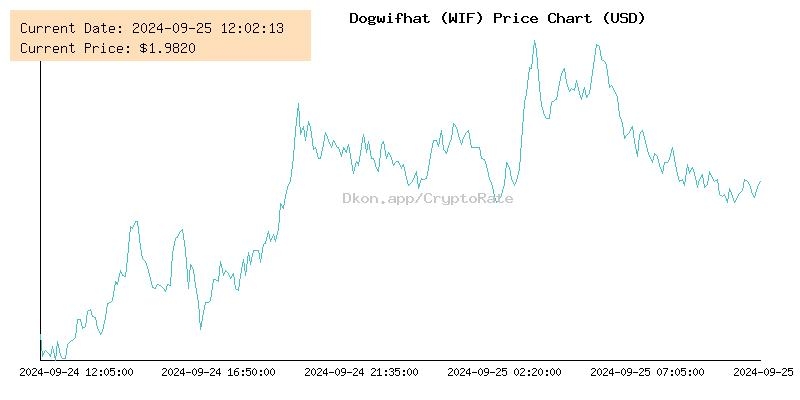 Dogwifhat (WIF) Price Chart (USD)
Current Date: 2024-09-25 12:02:13
Current Price: $1.9820
Dkon.app/CryptoRate
2024-09-24 12:05:00
2024-09-24 16:50:00
2024-09-24 21:35:00
2024-09-25 02:20:00
2024-09-25 07:05:00
2024-09-25